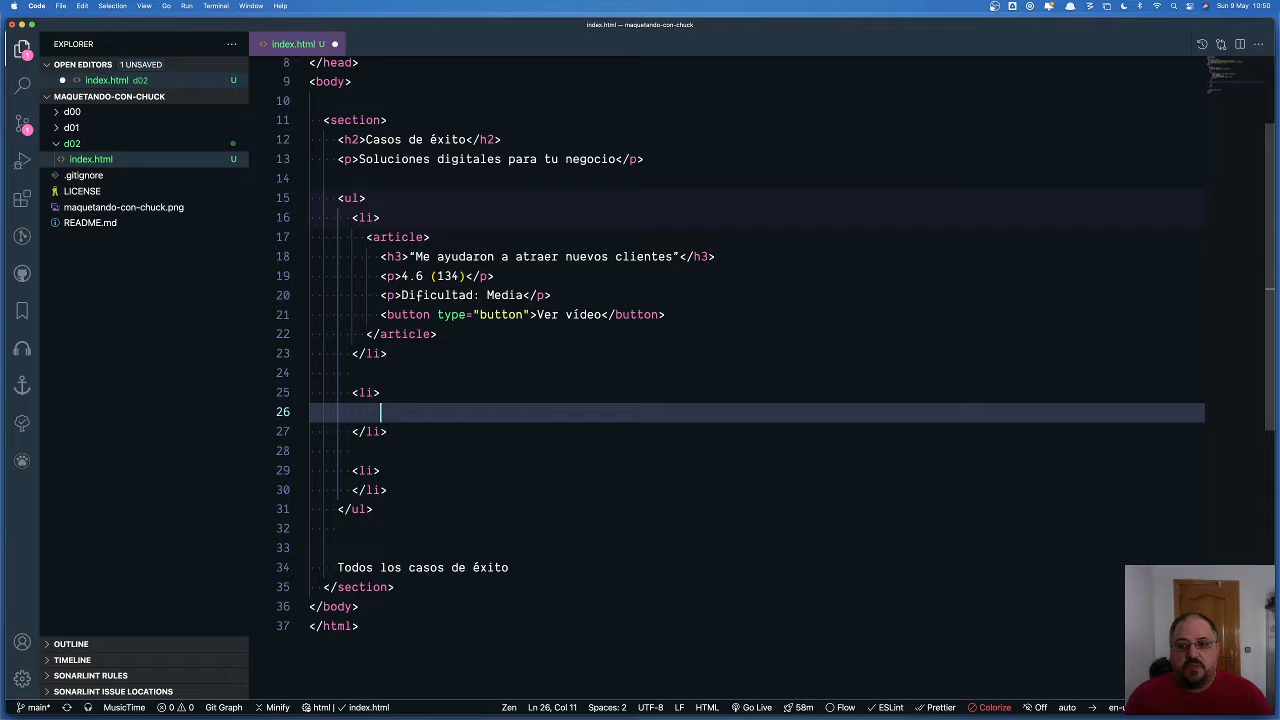 Code File Edit Selection View Go Run Terminal Window Help Sun 9 May 10:50
index.html — maquetando-con-chuck
EXPLORER
index.html U
OPEN EDITORS 1 UNSAVED
index.html d02 U
MAQUETANDO-CON-CHUCK
d00
d01
d02
index.html U
.gitignore
LICENSE
maquetando-con-chuck.png
README.md
OUTLINE
TIMELINE
SONARLINT RULES
SONARLINT ISSUE LOCATIONS
1
1
8 </head>
9 <body>
10
11 <section>
12 <h2>Casos de éxito</h2>
13 <p>Soluciones digitales para tu negocio</p>
14
15 <ul>
16 <li>
17 <article>
18 <h3>“Me ayudaron a atraer nuevos clientes”</h3>
19 <p>4.6 (134)</p>
20 <p>Dificultad: Media</p>
21 <button type="button">Ver vídeo</button>
22 </article>
23 </li>
24
25 <li>
26
27 </li>
28
29 <li>
30 </li>
31 </ul>
32
33
34 Todos los casos de éxito
35 </section>
36 </body>
37 </html>
main* 0 0 MusicTime Git Graph Minify html | index.html Zen Ln 26, Col 11 Spaces: 2 UTF-8 LF HTML Go Live 58m Flow ESLint Prettier Colorize Off auto en-u